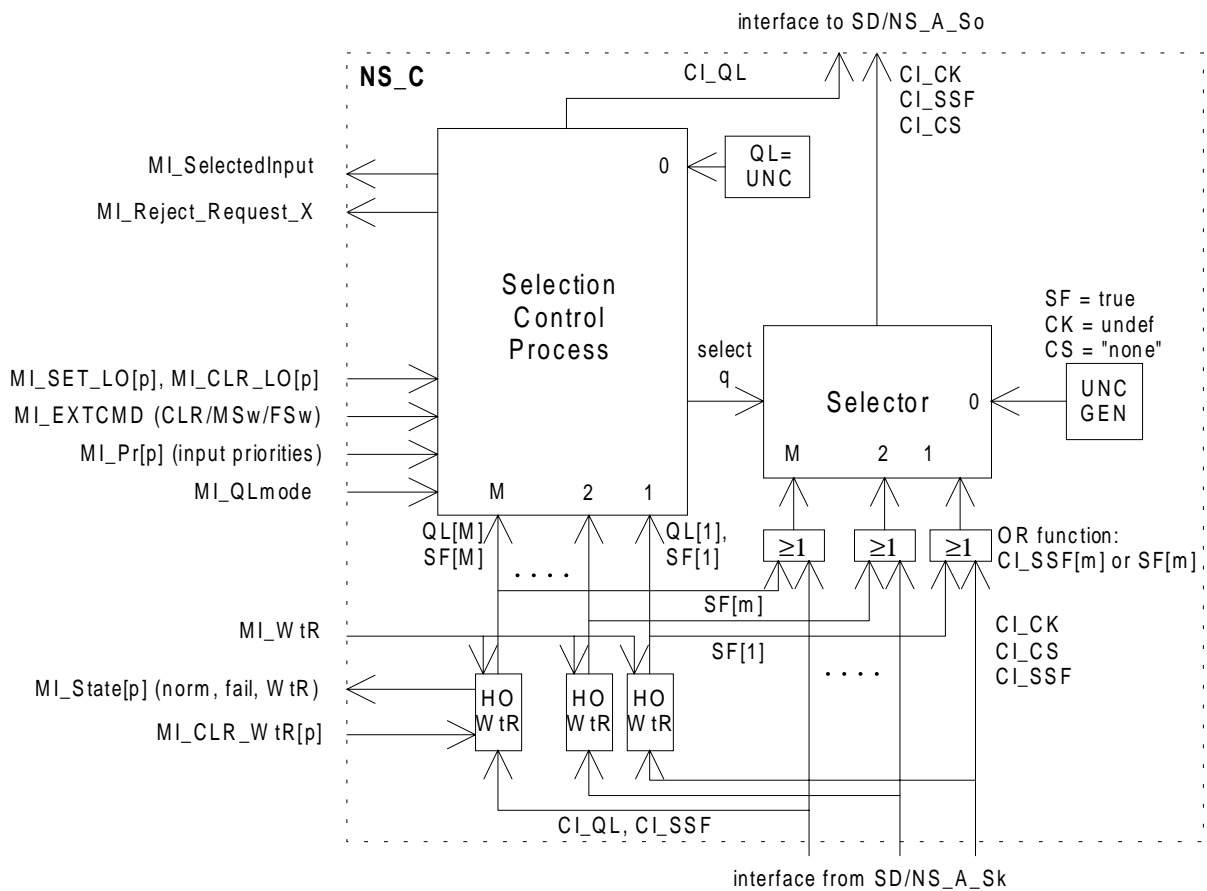 interface to SD/NS_A_So
NS_C
CI_QL
CI_CK
CI_SSF
CI_CS
MI_SelectedInput
MI_Reject_Request_X
0
QL=
UNC
Selection
Control
Process
SF = true
CK = undef
CS = "none"
select
q
MI_SET_LO[p], MI_CLR_LO[p]
MI_EXTCMD (CLR/MSw/FSw)
MI_Pr[p] (input priorities)
MI_QLmode
Selector
0
UNC
GEN
M
2
1
M
2
1
QL[M]
SF[M]
QL[1],
SF[1]
≥1
≥1
≥1
OR function:
CI_SSF[m] or SF[m]
. . . .
SF[m]
MI_WtR
SF[1]
CI_CK
CI_CS
CI_SSF
. . . .
MI_State[p] (norm, fail, WtR)
HO
WtR
HO
WtR
HO
WtR
MI_CLR_WtR[p]
CI_QL, CI_SSF
interface from SD/NS_A_Sk